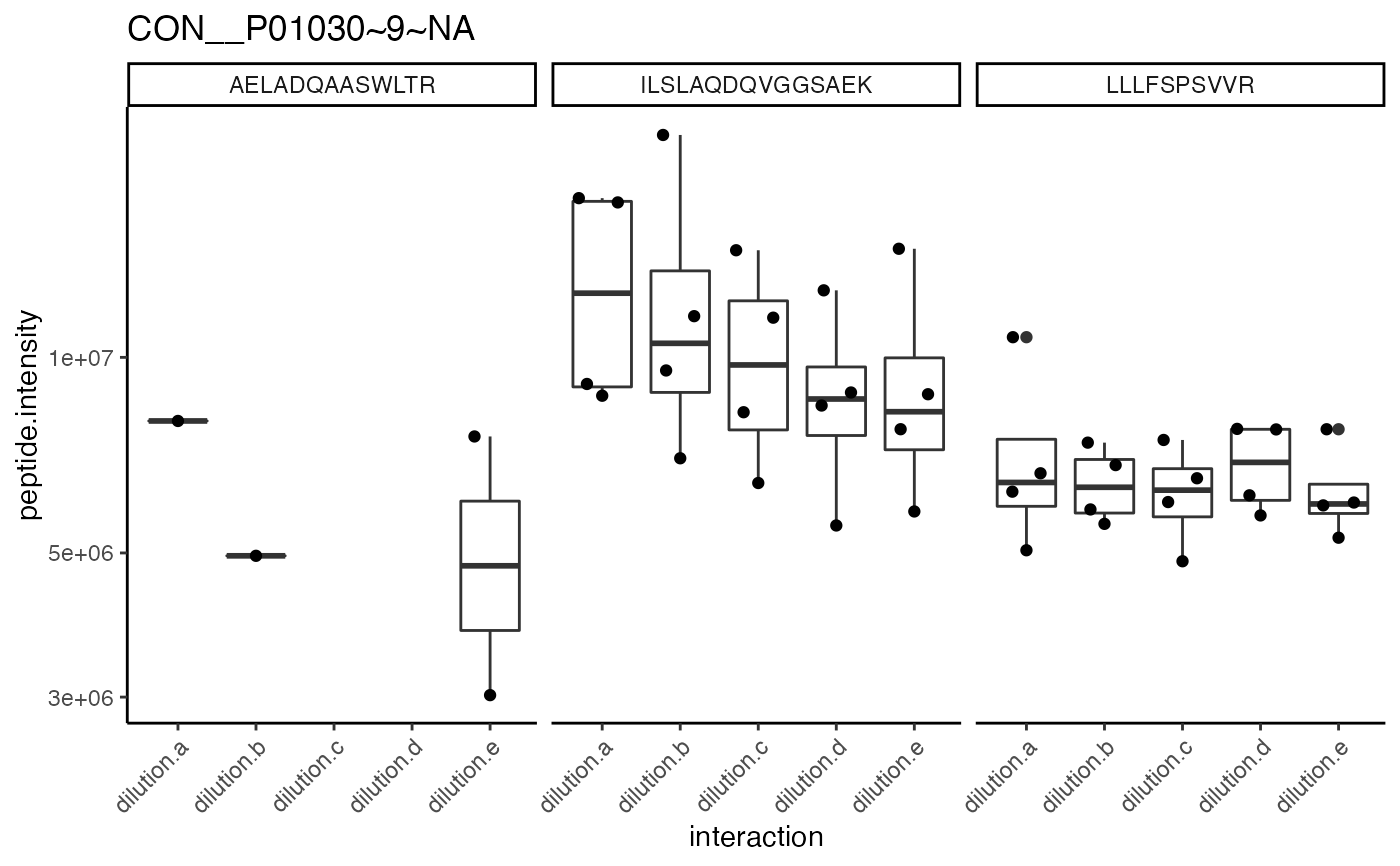 CON__P01030~9~NA
AELADQAASWLTR
ILSLAQDQVGGSAEK
LLLFSPSVVR
peptide.intensity
1e+07
5e+06
3e+06
dilution.a
dilution.b
dilution.c
dilution.d
dilution.e
dilution.a
dilution.b
dilution.c
dilution.d
dilution.e
dilution.a
dilution.b
dilution.c
dilution.d
dilution.e
interaction